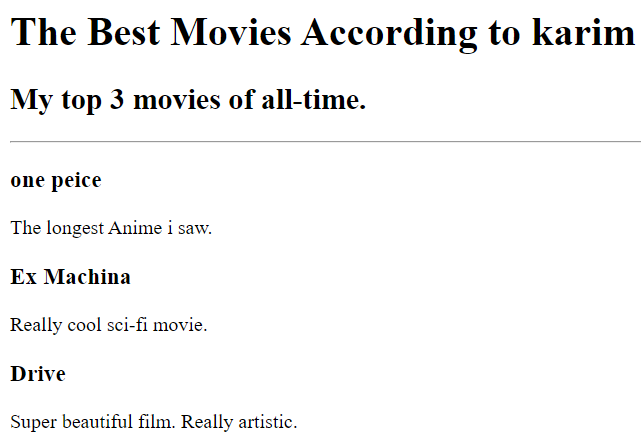 The Best Movies According to karim
My top 3 movies of all-time.
one peice
The longest Anime i saw.
Ex Machina
Really cool sci-fi movie.
Drive
Super beautiful film. Really artistic.